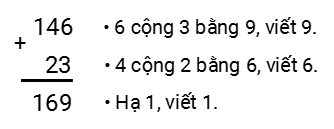 146 • 6 cộng 3 bằng 9, viết 9.
+
23 • 4 cộng 2 bằng 6, viết 6.
169 • Hạ 1, viết 1.